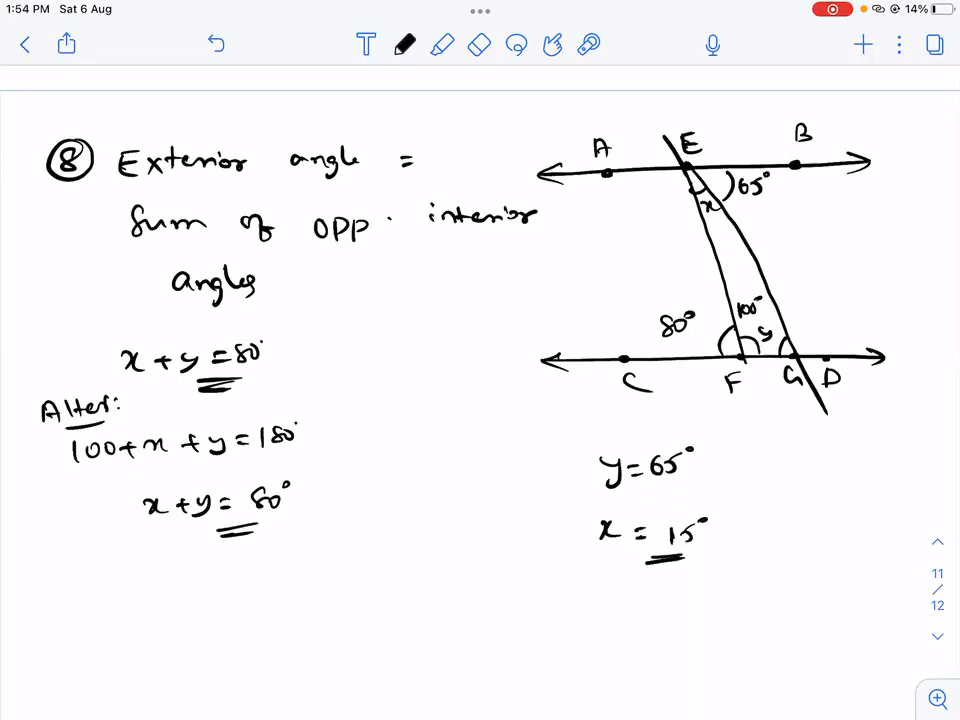 1:54 PM Sat 6 Aug
14%
T
8 Exterior angle =
Sum of opp. interior
angles
x + y = 80°
Alter:
100 + x + y = 180°
x + y = 80°
A E B
x 65°
80° 100° y
C F G D
y = 65°
x = 15°
11
/
12